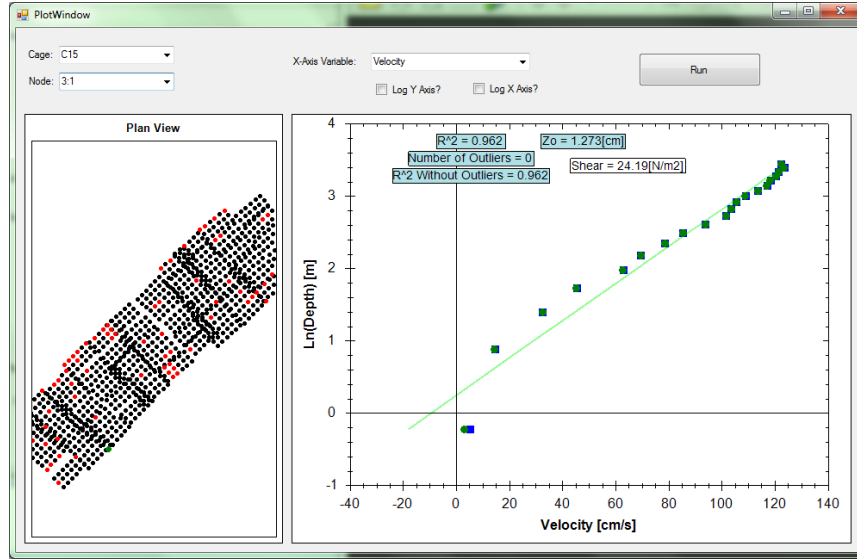 PlotWindow
Cage: C15
Node: 3:1
X-Axis Variable: Velocity
Log Y Axis? Log X Axis?
Run
Plan View
R^2 = 0.962
Zo = 1.273[cm]
Number of Outliers = 0
Shear = 24.19[N/m2]
R^2 Without Outliers = 0.962
Ln(Depth) [m]
4
3
2
1
0
-1
-40 -20 0 20 40 60 80 100 120 140
Velocity [cm/s]